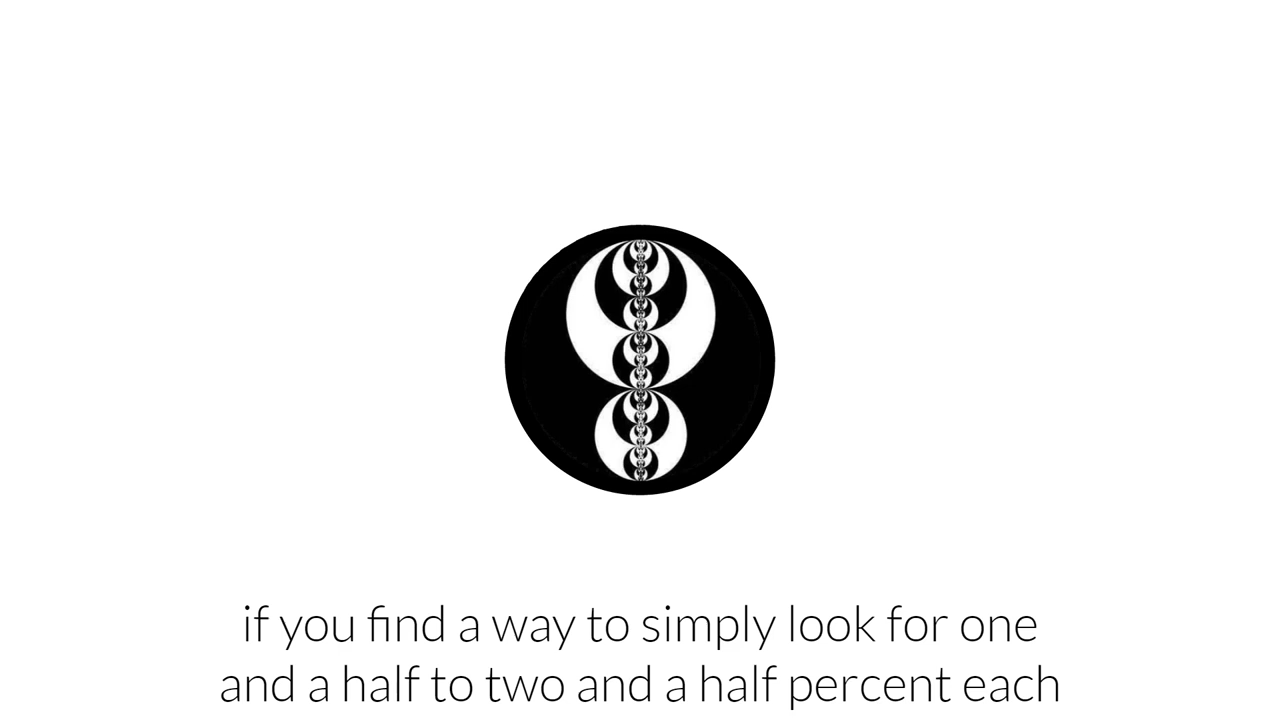 if you find a way to simply look for one
and a half to two and a half percent each